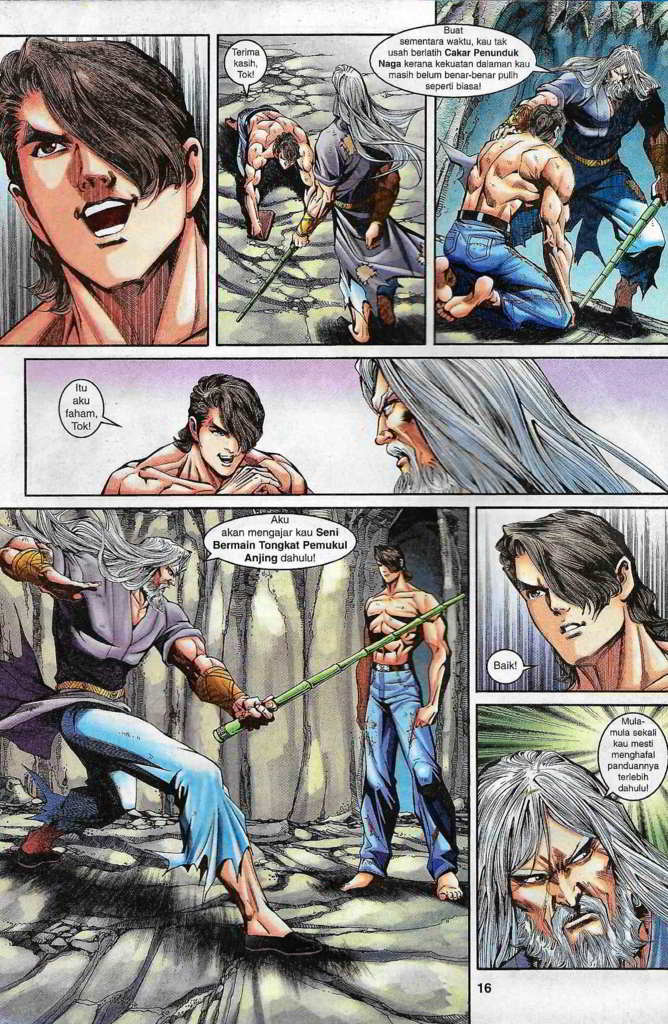 Terima
kasih,
Tok!
Buat
sementara waktu, kau tak
usah berlatih Cakar Penunduk
Naga kerana kekuatan dalaman kau
masih belum benar-benar pulih
seperti biasa!
Itu
aku
faham,
Tok!
Aku
akan mengajar kau Seni
Bermain Tongkat Pemukul
Anjing dahulu!
Baik!
Mula-
mula sekali
kau mesti
menghafal
panduannya
terlebih
dahulu!
16